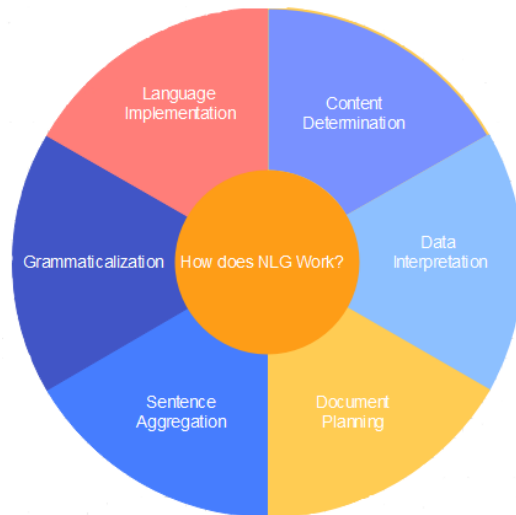 Language
Implementation
Content
Determination
Grammaticalization
How does NLG Work?
Data
Interpretation
Sentence
Aggregation
Document
Planning